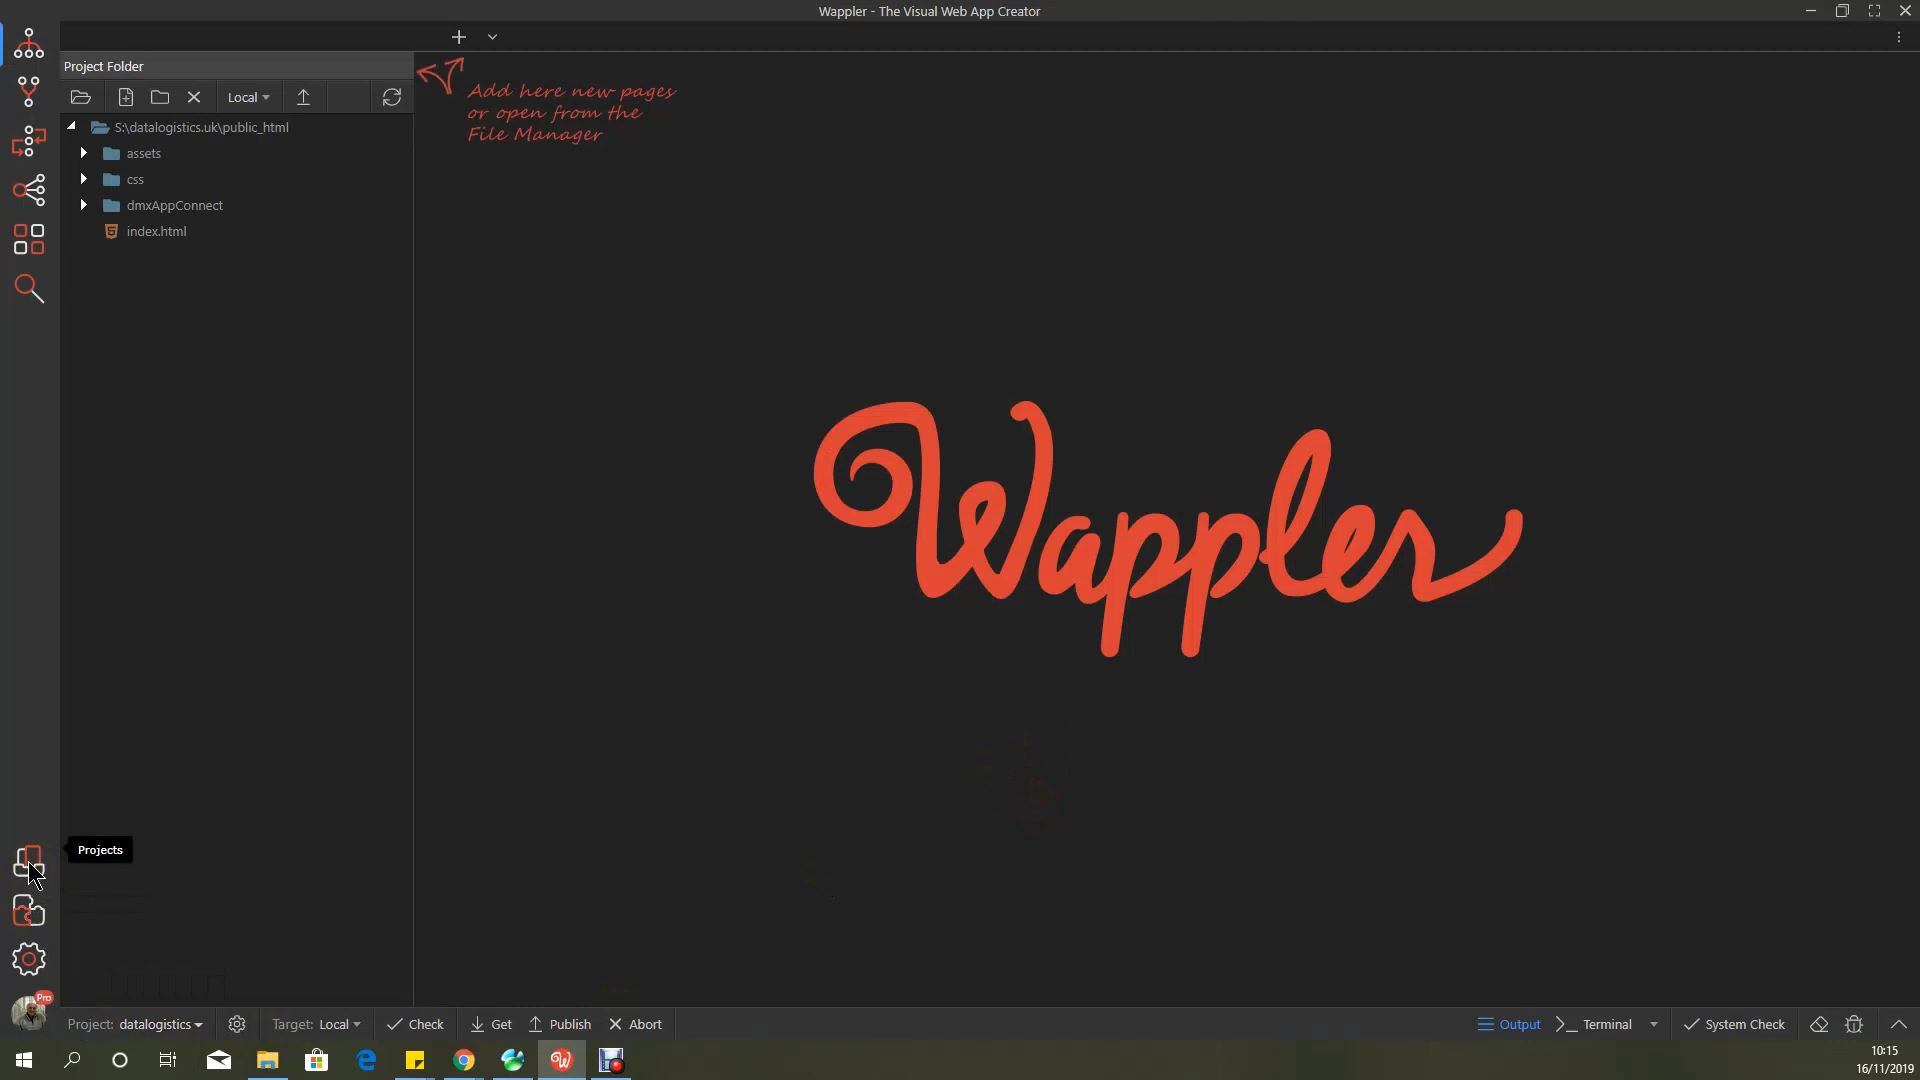 Wappler - The Visual Web App Creator
Project Folder
Local
Add here new pages
or open from the
File Manager
S:\datalogistics.uk\public_html
assets
css
dmxAppConnect
index.html
Wappler
Projects
Pro
Project: datalogistics
Target: Local
Check
Get
Publish
Abort
Output
Terminal
System Check
10:15
16/11/2019